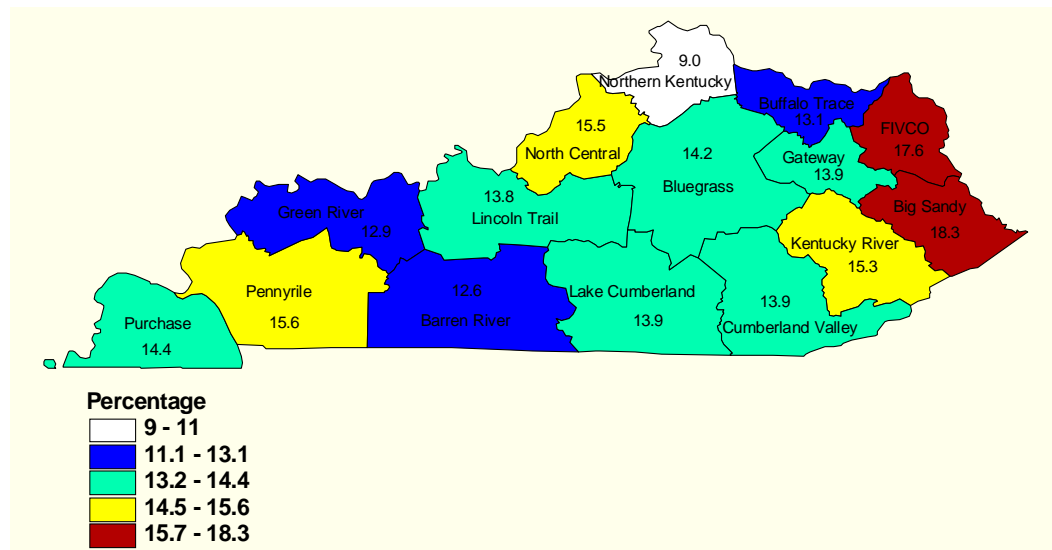 9.0
Northern Kentucky
Buffalo Trace
13.1
FIVCO
17.6
15.5
North Central
14.2
Bluegrass
Gateway
13.9
13.8
Lincoln Trail
Big Sandy
18.3
Green River
12.9
Kentucky River
15.3
Pennyrile
15.6
12.6
Barren River
Lake Cumberland
13.9
13.9
Cumberland Valley
Purchase
14.4
Percentage
9 - 11
11.1 - 13.1
13.2 - 14.4
14.5 - 15.6
15.7 - 18.3